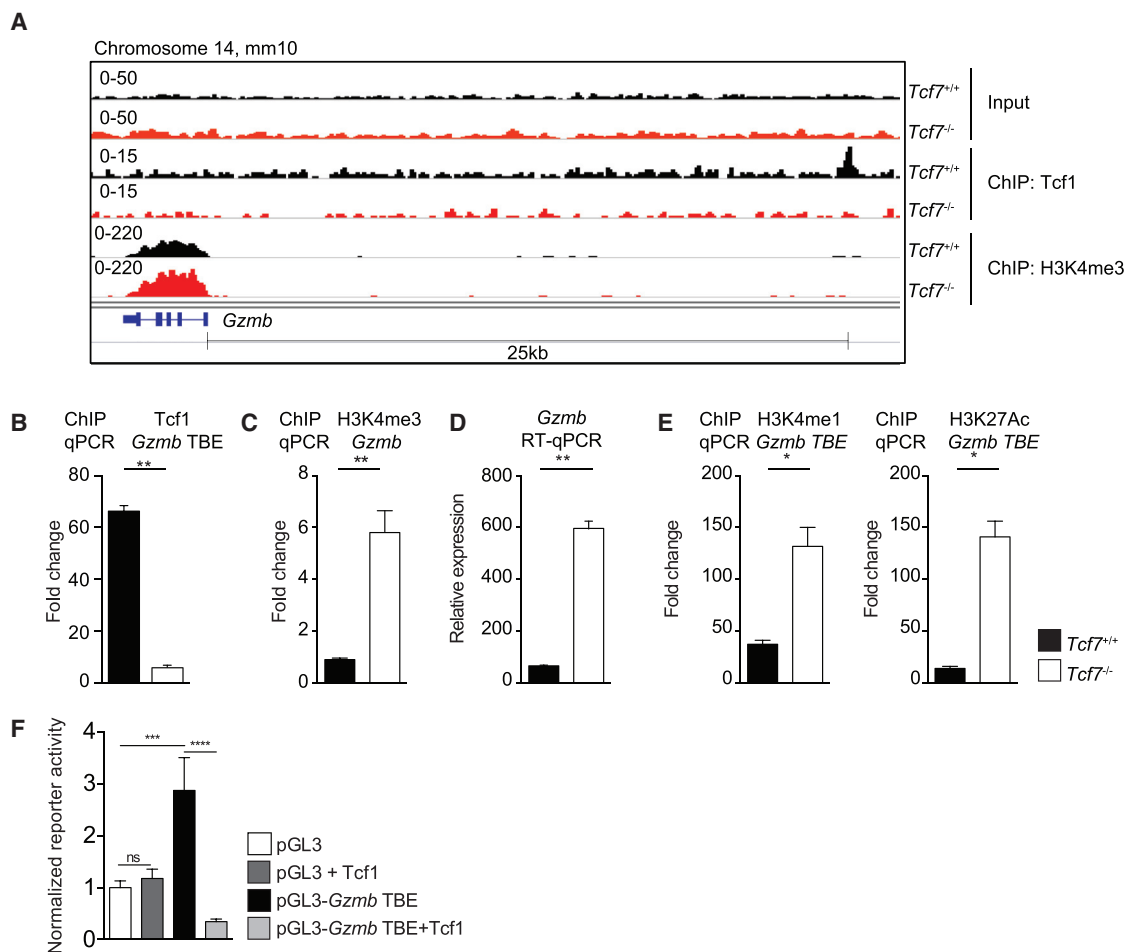 A
Chromosome 14, mm10
0-50
Tcf7+/+
0-50
Tcf7-/-
Input
0-15
Tcf7+/+
0-15
Tcf7-/-
ChIP: Tcf1
0-220
Tcf7+/+
0-220
Tcf7-/-
ChIP: H3K4me3
Gzmb
25kb
B
ChIP Tcf1
qPCR Gzmb TBE
**
Fold change
80
60
40
20
0
C
ChIP H3K4me3
qPCR Gzmb
**
Fold change
8
6
4
2
0
D
Gzmb
RT-qPCR
**
Relative expression
800
600
400
200
0
E
ChIP H3K4me1
qPCR Gzmb TBE
*
Fold change
200
150
100
50
0
ChIP H3K27Ac
qPCR Gzmb TBE
*
Fold change
200
150
100
50
0
Tcf7+/+
Tcf7-/-
F
Normalized reporter activity
4
3
2
1
0
ns
***
****
pGL3
pGL3 + Tcf1
pGL3-Gzmb TBE
pGL3-Gzmb TBE+Tcf1